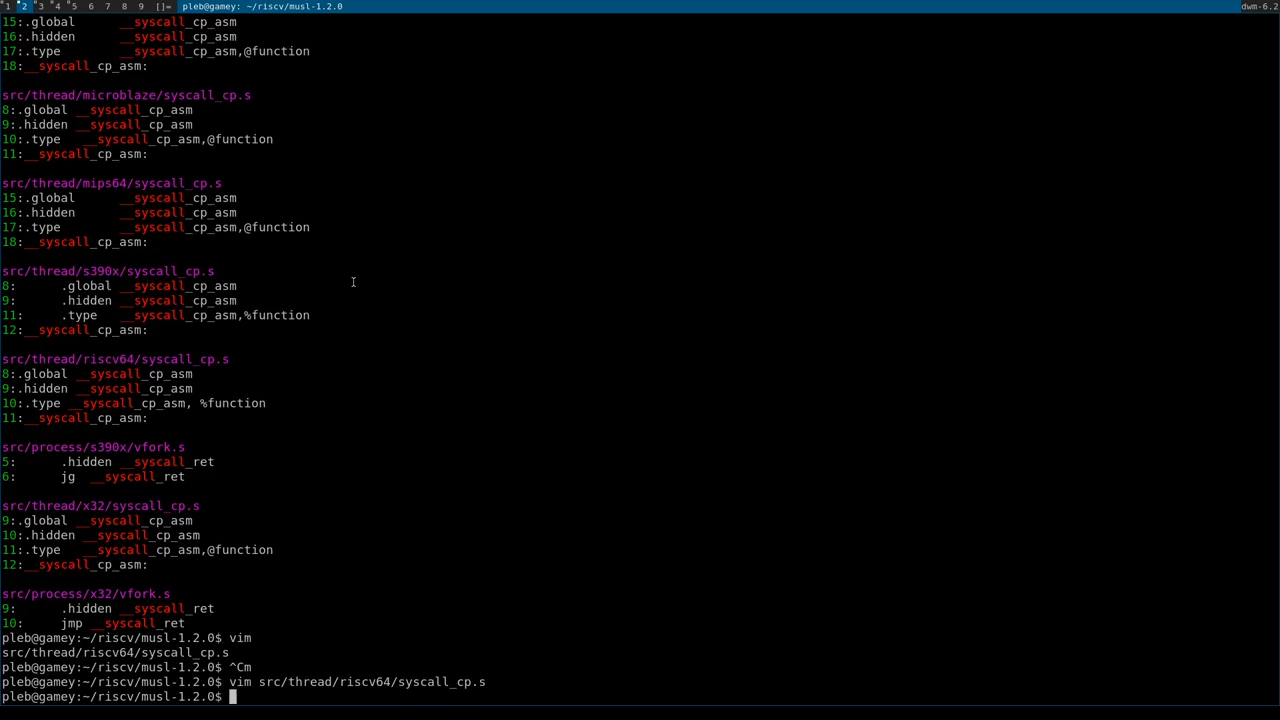 1 2 3 4 5 6 7 8 9 []= pleb@gamey: ~/riscv/musl-1.2.0 dwm-6.2
15:.global __syscall_cp_asm
16:.hidden __syscall_cp_asm
17:.type __syscall_cp_asm,@function
18:__syscall_cp_asm:
src/thread/microblaze/syscall_cp.s
8:.global __syscall_cp_asm
9:.hidden __syscall_cp_asm
10:.type __syscall_cp_asm,@function
11:__syscall_cp_asm:
src/thread/mips64/syscall_cp.s
15:.global __syscall_cp_asm
16:.hidden __syscall_cp_asm
17:.type __syscall_cp_asm,@function
18:__syscall_cp_asm:
src/thread/s390x/syscall_cp.s
8: .global __syscall_cp_asm
9: .hidden __syscall_cp_asm
11: .type __syscall_cp_asm,%function
12:__syscall_cp_asm:
src/thread/riscv64/syscall_cp.s
8:.global __syscall_cp_asm
9:.hidden __syscall_cp_asm
10:.type __syscall_cp_asm, %function
11:__syscall_cp_asm:
src/process/s390x/vfork.s
5: .hidden __syscall_ret
6: jg __syscall_ret
src/thread/x32/syscall_cp.s
9:.global __syscall_cp_asm
10:.hidden __syscall_cp_asm
11:.type __syscall_cp_asm,@function
12:__syscall_cp_asm:
src/process/x32/vfork.s
9: .hidden __syscall_ret
10: jmp __syscall_ret
pleb@gamey:~/riscv/musl-1.2.0$ vim
src/thread/riscv64/syscall_cp.s
pleb@gamey:~/riscv/musl-1.2.0$ ^Cm
pleb@gamey:~/riscv/musl-1.2.0$ vim src/thread/riscv64/syscall_cp.s
pleb@gamey:~/riscv/musl-1.2.0$